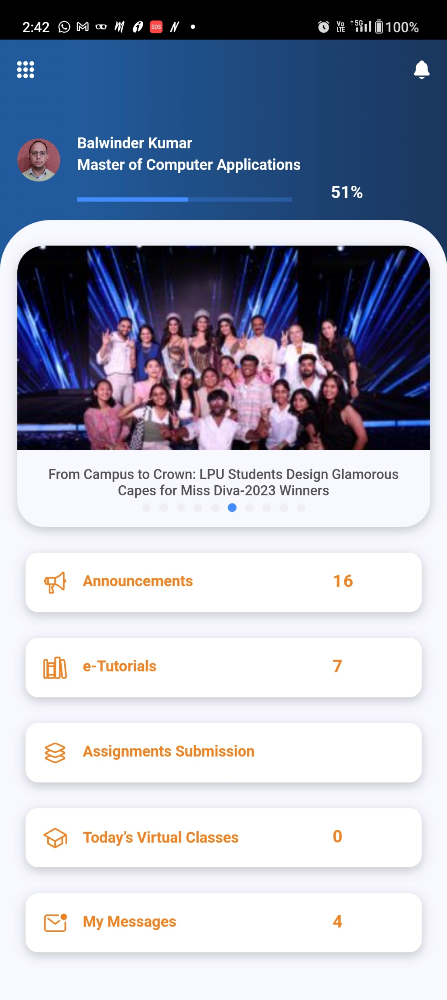 2:42 SOS Vo LTE 5G 100%
Balwinder Kumar
Master of Computer Applications
51%
From Campus to Crown: LPU Students Design Glamorous
Capes for Miss Diva-2023 Winners
Announcements 16
e-Tutorials 7
Assignments Submission
Today’s Virtual Classes 0
My Messages 4